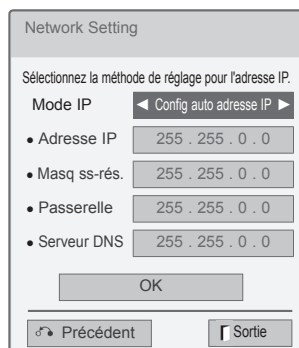 Network Setting
Sélectionnez la méthode de réglage pour l'adresse IP.
Mode IP ◀ Config auto adresse IP ▶
• Adresse IP 255 . 255 . 0 . 0
• Masq ss-rés. 255 . 255 . 0 . 0
• Passerelle 255 . 255 . 0 . 0
• Serveur DNS 255 . 255 . 0 . 0
OK
Précédent Sortie